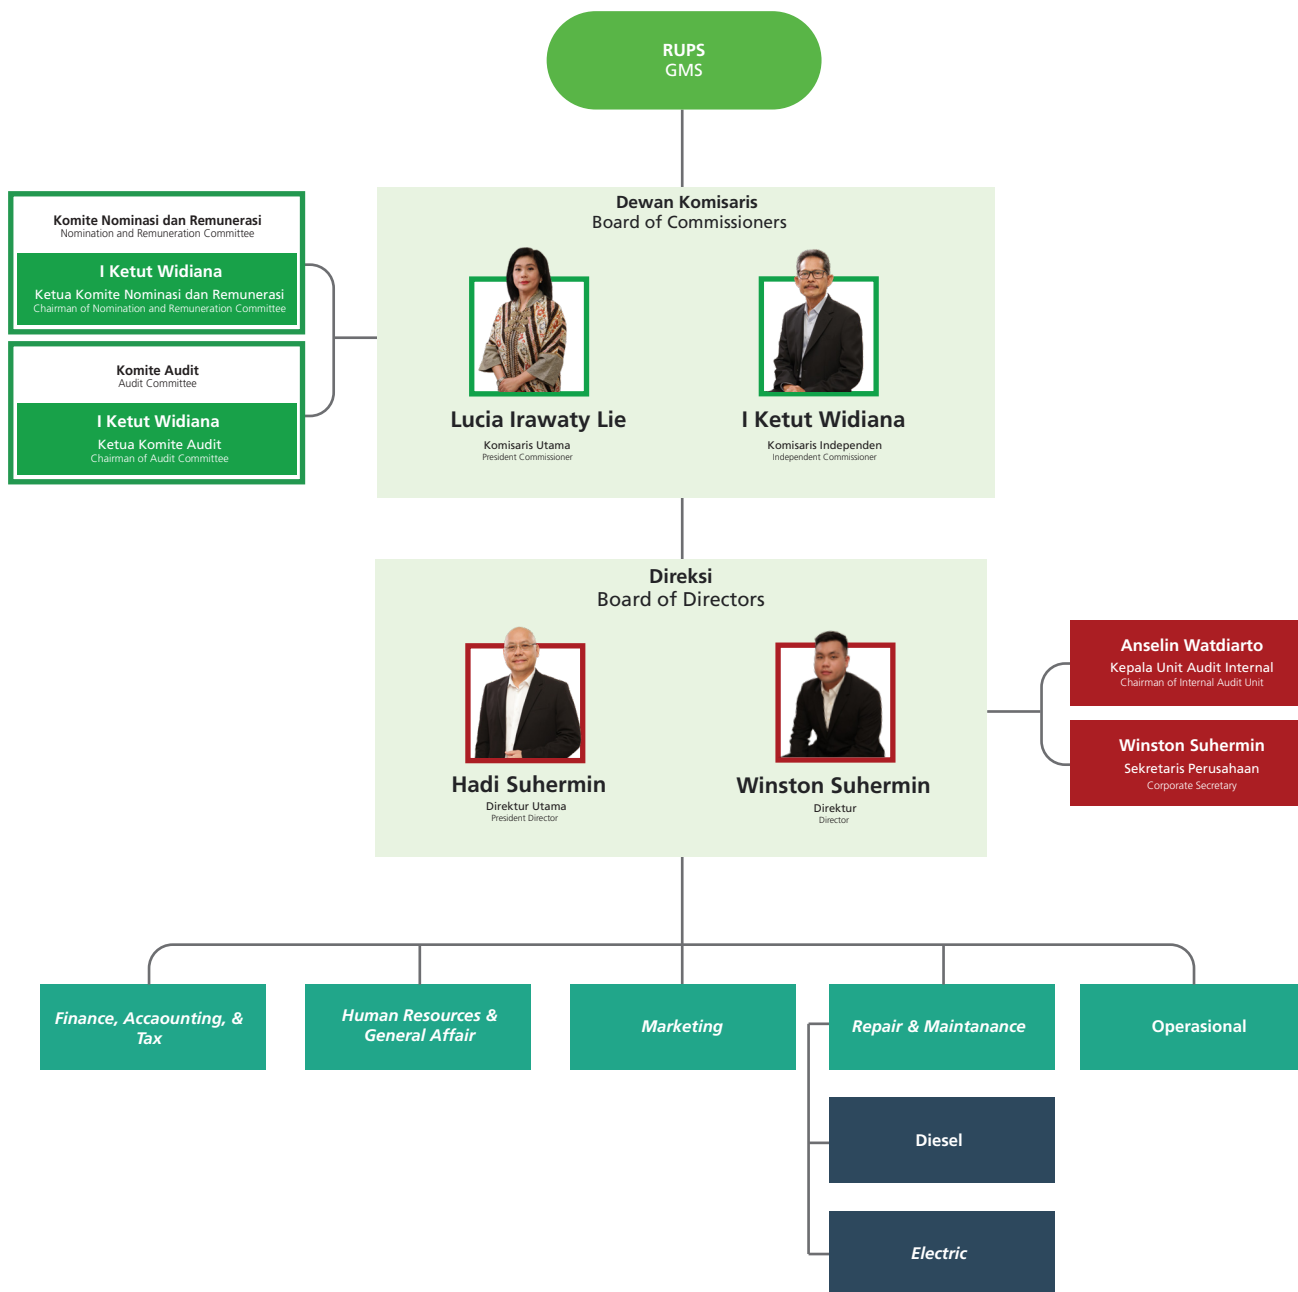 RUPS
GMS
Komite Nominasi dan Remunerasi
Nomination and Remuneration Committee
I Ketut Widiana
Ketua Komite Nominasi dan Remunerasi
Chairman of Nomination and Remuneration Committee
Komite Audit
Audit Committee
I Ketut Widiana
Ketua Komite Audit
Chairman of Audit Committee
Dewan Komisaris
Board of Commissioners
Lucia Irawaty Lie
Komisaris Utama
President Commissioner
I Ketut Widiana
Komisaris Independen
Independent Commissioner
Direksi
Board of Directors
Hadi Suhermin
Direktur Utama
President Director
Winston Suhermin
Direktur
Director
Anselin Watdiarto
Kepala Unit Audit Internal
Chairman of Internal Audit Unit
Winston Suhermin
Sekretaris Perusahaan
Corporate Secretary
Finance, Accaounting, &
Tax
Human Resources &
General Affair
Marketing
Repair & Maintanance
Operasional
Diesel
Electric